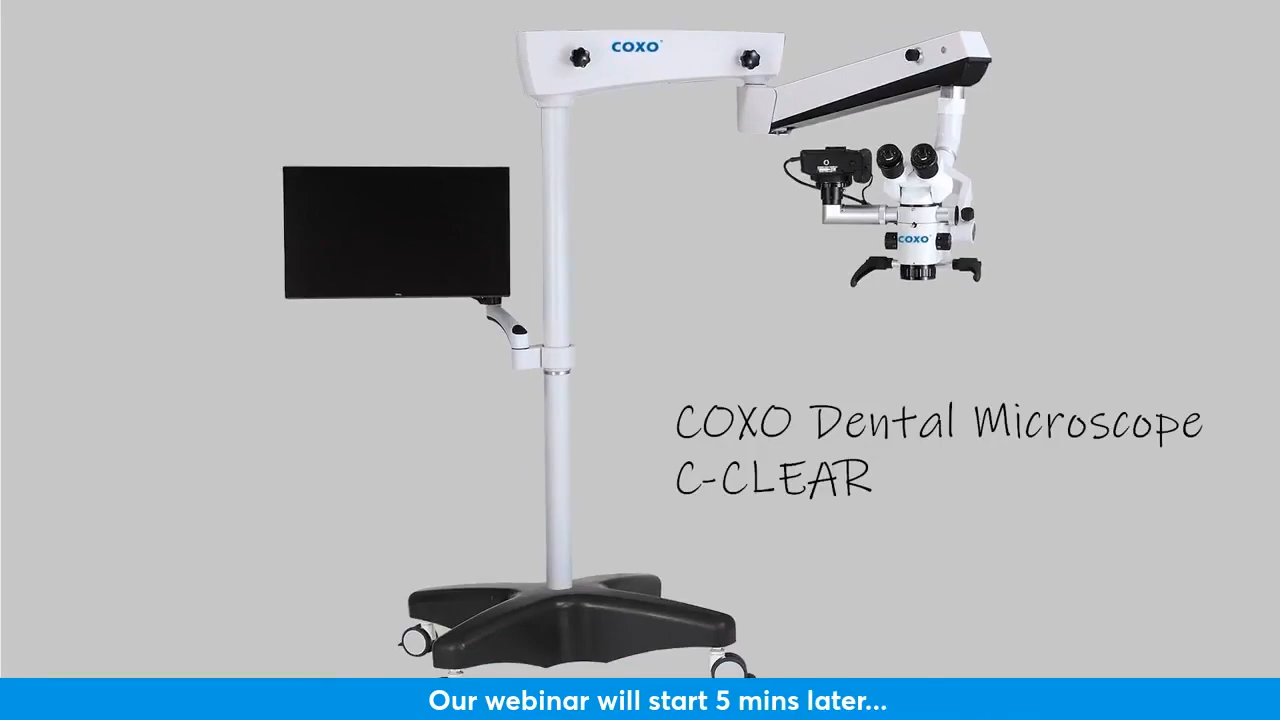 COXO
COXO
COXO Dental Microscope
C-CLEAR
Our webinar will start 5 mins later...